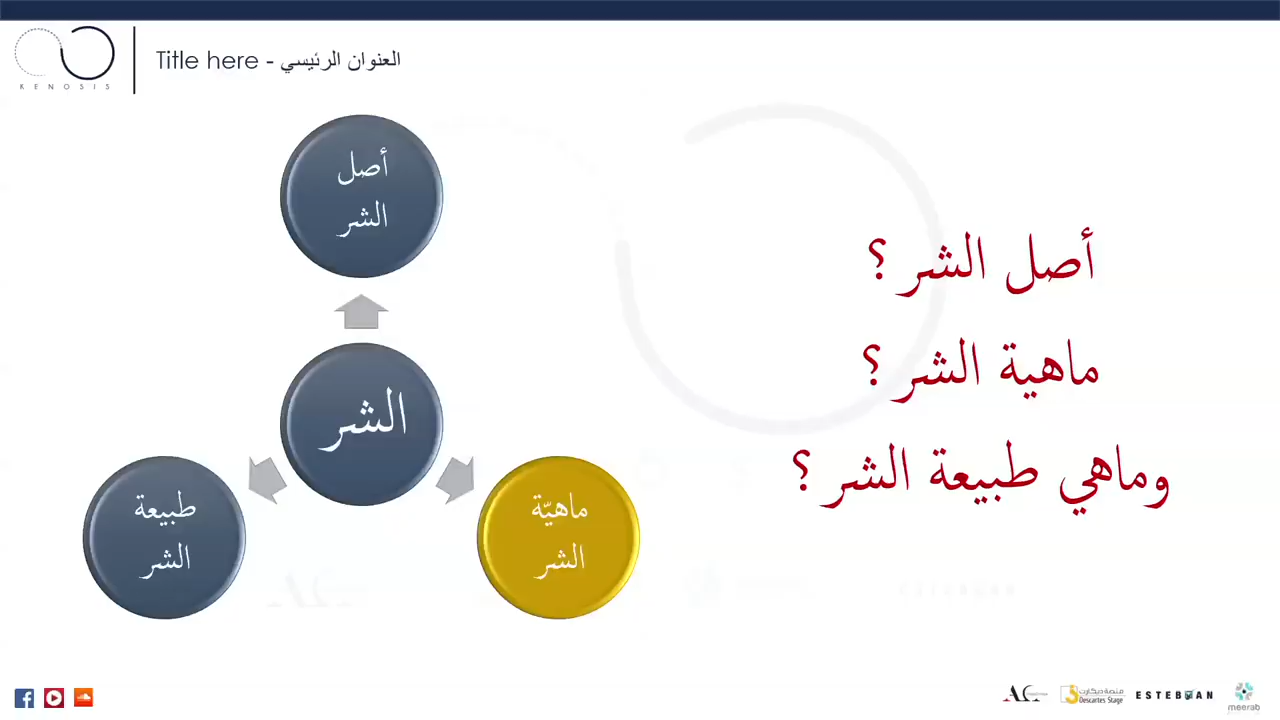 KENOSIS
Title here - العنوان الرئيسي
أصل
الشر
الشر
طبيعة
الشر
ماهيّة
الشر
أصل الشر ؟
ماهية الشر ؟
وماهي طبيعة الشر ؟
AC
منصة ديكارت
Descartes Stage
ESTEBAN
meerab